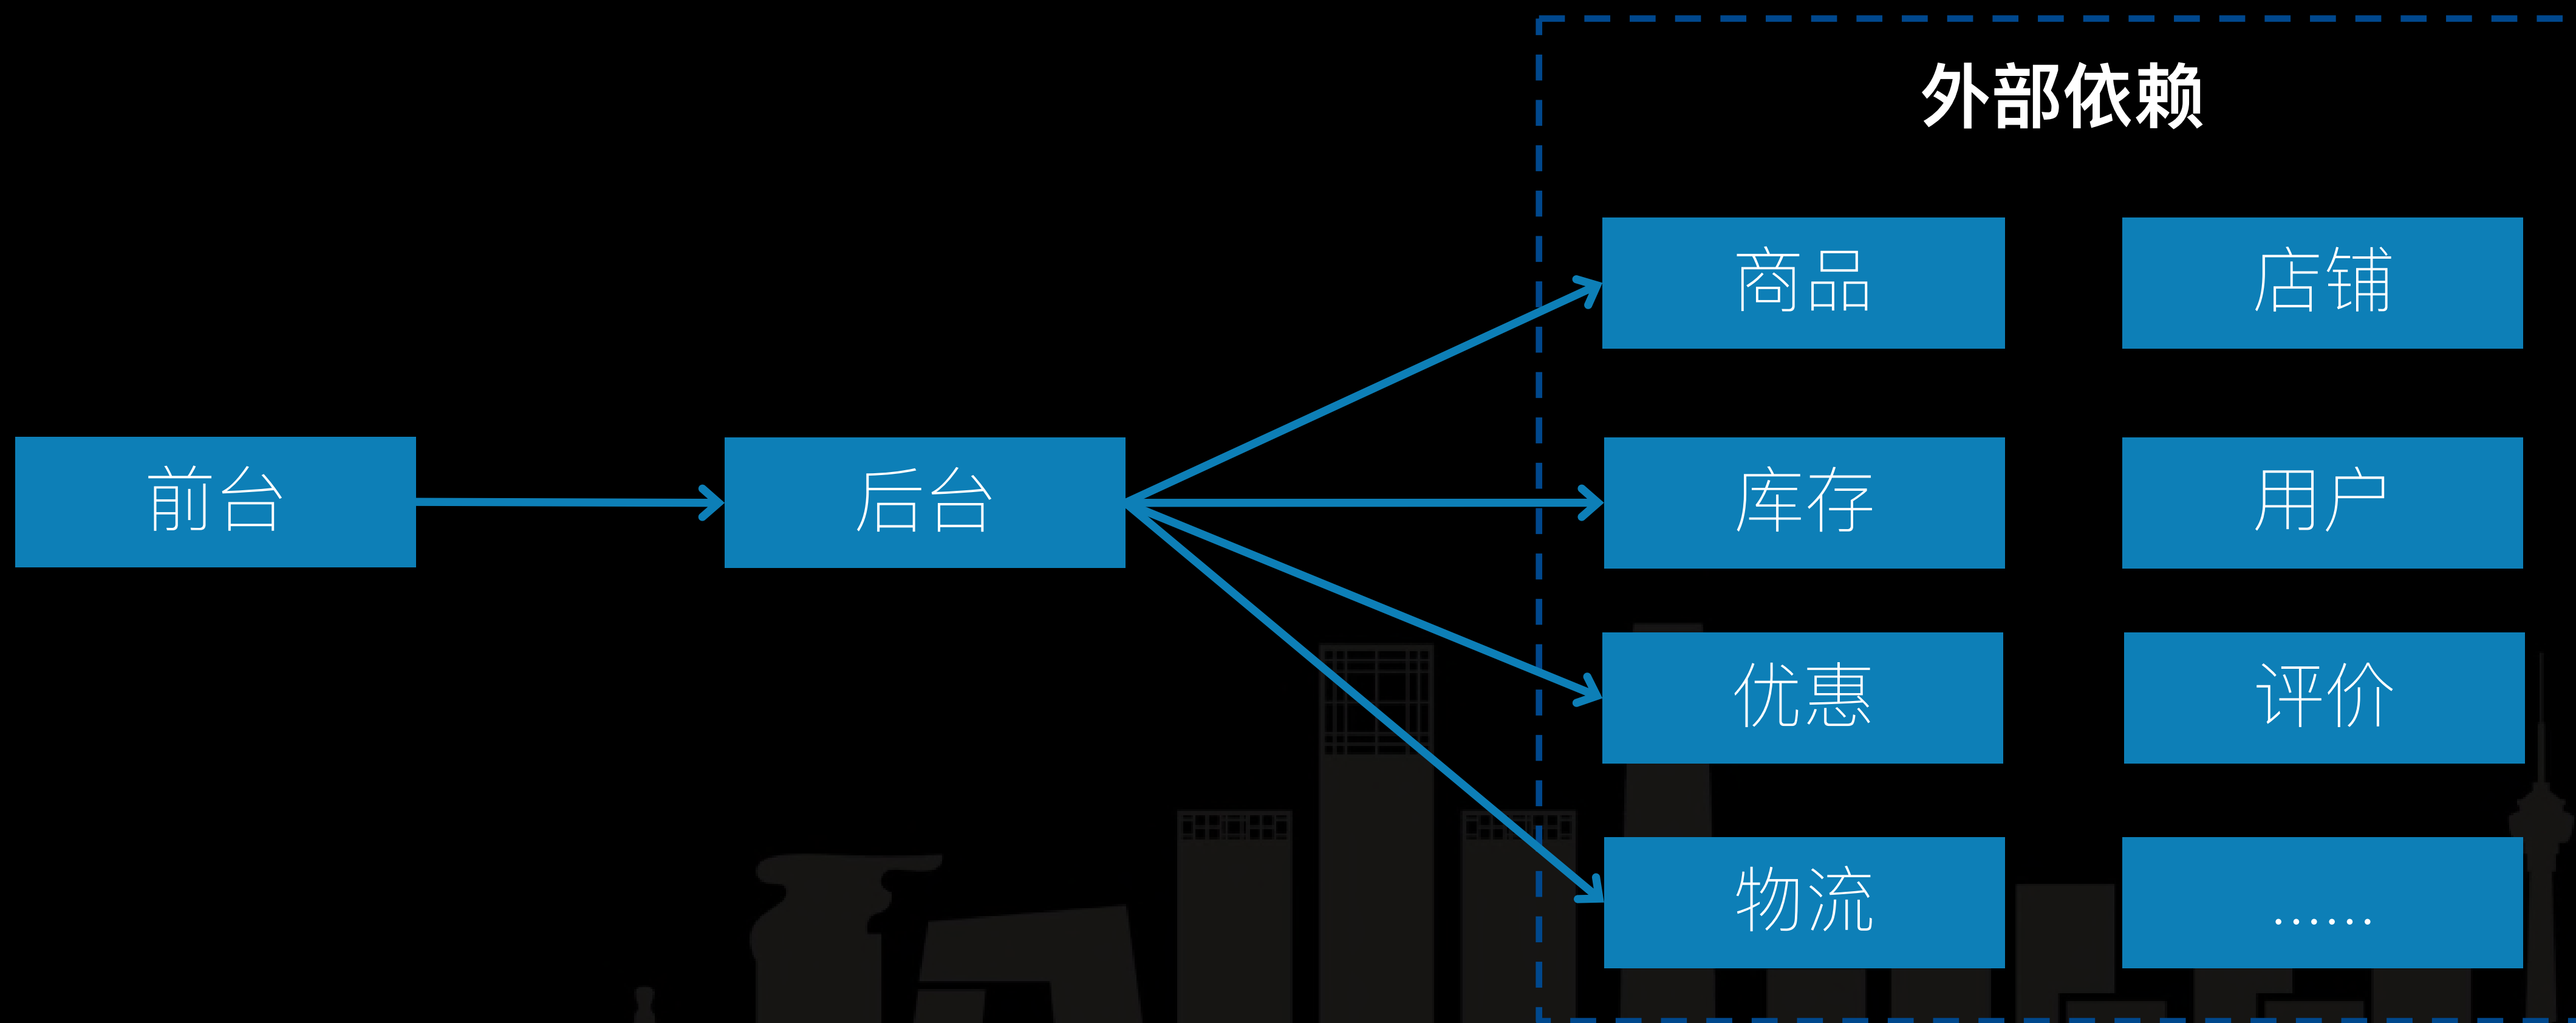 外部依赖
商品
店铺
前台
后台
库存
用户
优惠
评价
物流
……